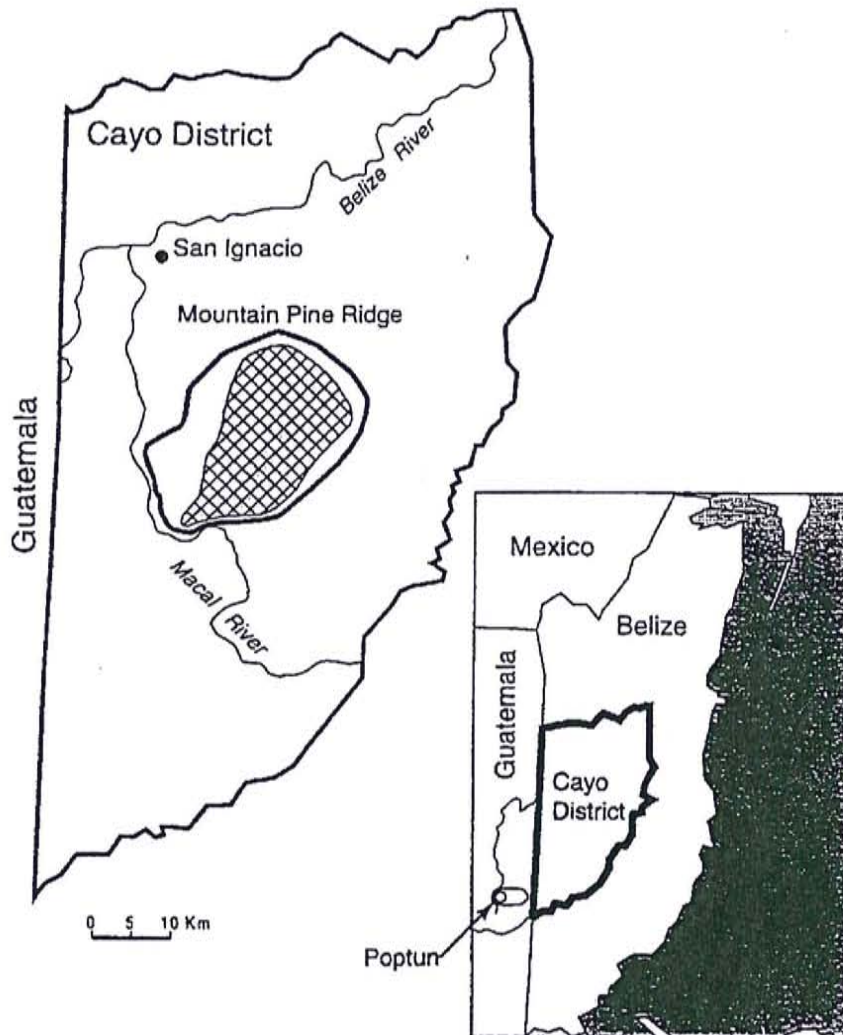 Cayo District
Belize River
San Ignacio
Mountain Pine Ridge
Guatemala
Macal River
0 5 10 Km
Mexico
Belize
Guatemala
Cayo
District
Poptun